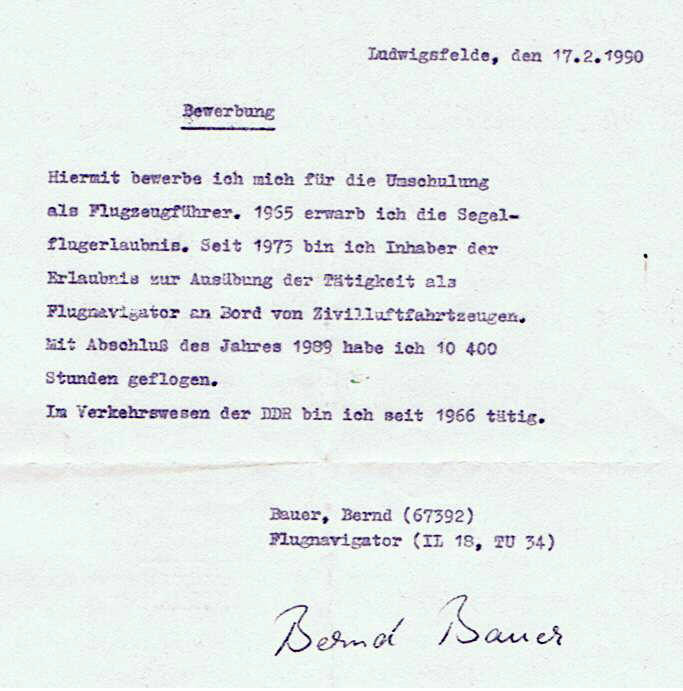 Ludwigsfelde, den 17.2.1990
Bewerbung
Hiermit bewerbe ich mich für die Umschulung
als Flugzeugführer. 1965 erwarb ich die Segel-
flugerlaubnis. Seit 1973 bin ich Inhaber der
Erlaubnis zur Ausübung der Tätigkeit als
Flugnavigator an Bord von Zivilluftfahrtzeugen.
Mit Abschluß des Jahres 1989 habe ich 10 400
Stunden geflogen.
Im Verkehrswesen der DDR bin ich seit 1966 tätig.
Bauer, Bernd (67392)
Flugnavigator (IL 18, TU 34)
Bernd Bauer